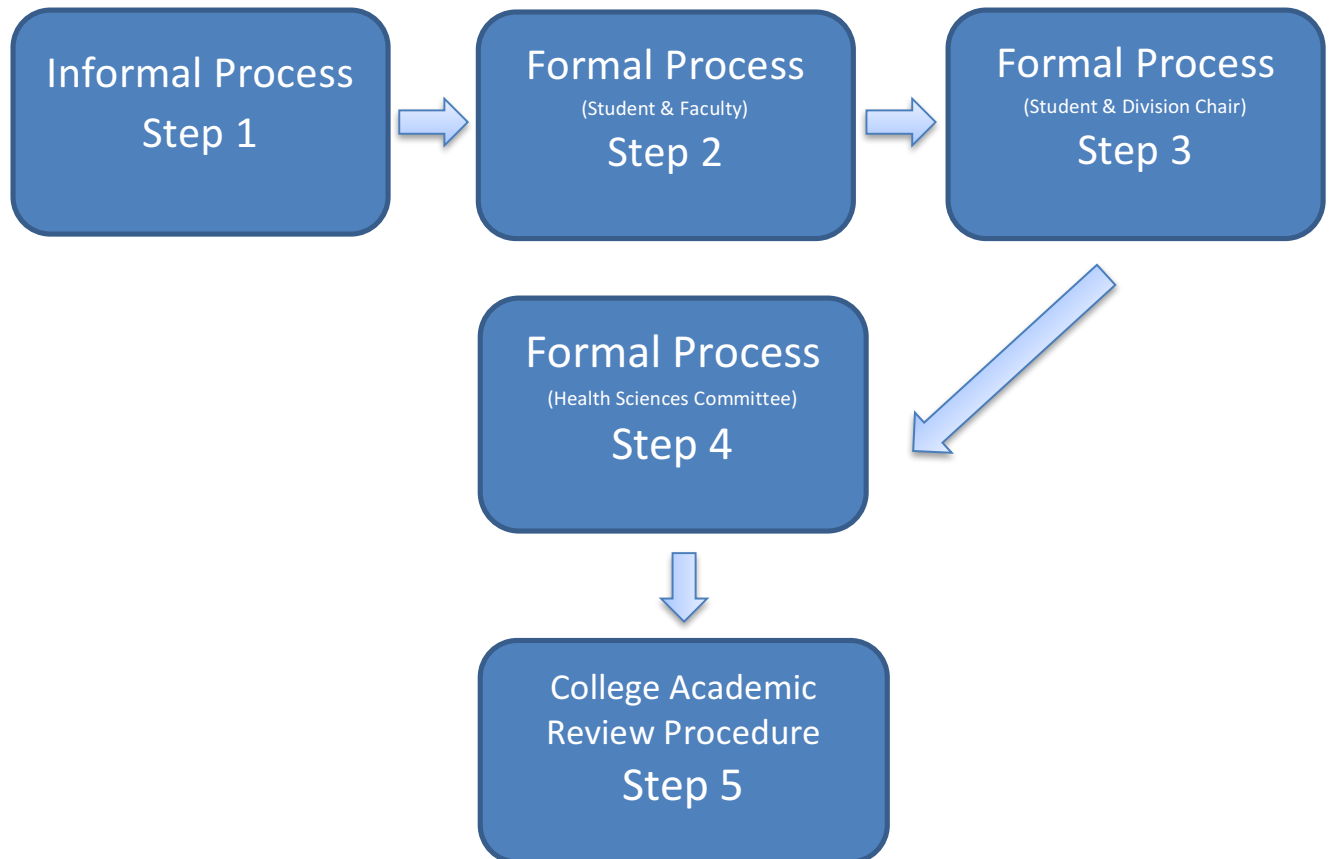 Informal Process
Step 1
Formal Process
(Student & Faculty)
Step 2
Formal Process
(Student & Division Chair)
Step 3
Formal Process
(Health Sciences Committee)
Step 4
College Academic
Review Procedure
Step 5